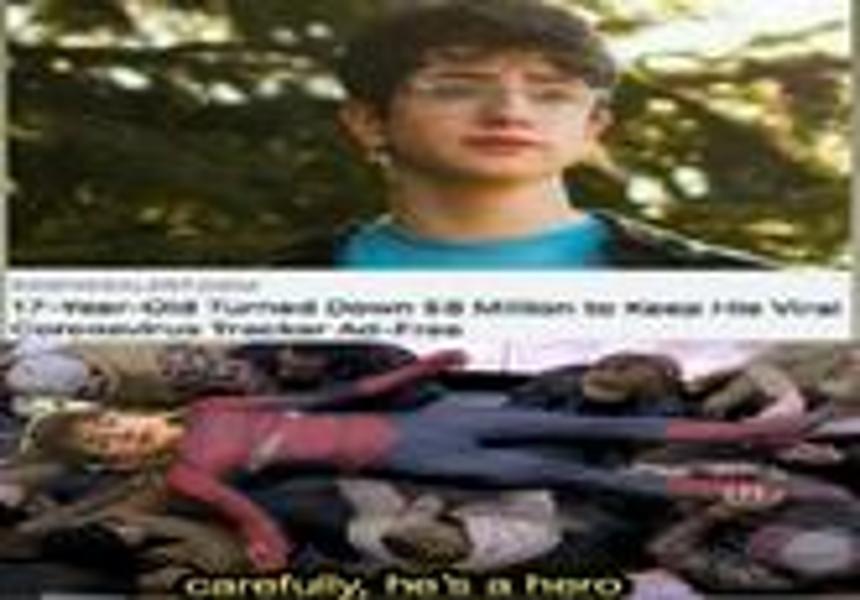 17-Year-Old Turned Down $8 Million to Keep His Viral
Coronavirus Tracker Ad-Free
carefully, he's a hero